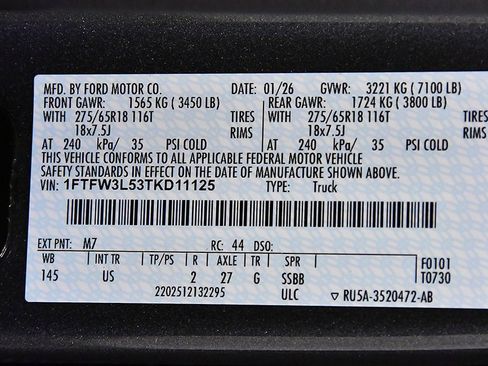 MFD. BY FORD MOTOR CO. DATE: 01/26 GVWR: 3221 KG ( 7100 LB)
FRONT GAWR: 1565 KG ( 3450 LB) REAR GAWR: 1724 KG ( 3800 LB)
WITH 275/65R18 116T TIRES WITH 275/65R18 116T TIRES
18x7.5J RIMS 18x7.5J RIMS
AT 240 kPa/ 35 PSI COLD AT 240 kPa/ 35 PSI COLD
THIS VEHICLE CONFORMS TO ALL APPLICABLE FEDERAL MOTOR VEHICLE
SAFETY STANDARDS IN EFFECT ON THE DATE OF MANUFACTURE SHOWN ABOVE.
VIN: 1FTFW3L53TKD11125 TYPE: Truck
EXT PNT: M7 RC: 44 DSO:
WB INT TR TP/PS R AXLE TR SPR F0101
145 US 2 27 G SSBB T0730
2202512132295 ULC ▽ RU5A-3520472-AB